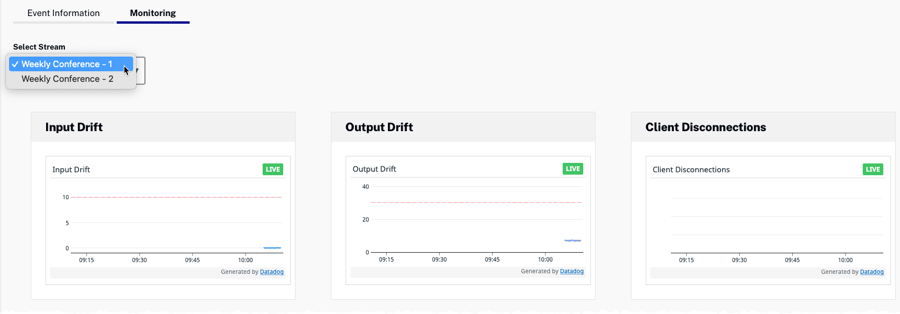 Event Information Monitoring
Select Stream
✓ Weekly Conference - 1
Weekly Conference - 2
Input Drift
Input Drift LIVE
10
5
0
09:15 09:30 09:45 10:00
Generated by Datadog
Output Drift
Output Drift LIVE
40
20
0
09:15 09:30 09:45 10:00
Generated by Datadog
Client Disconnections
Client Disconnections LIVE
09:15 09:30 09:45 10:00
Generated by Datadog